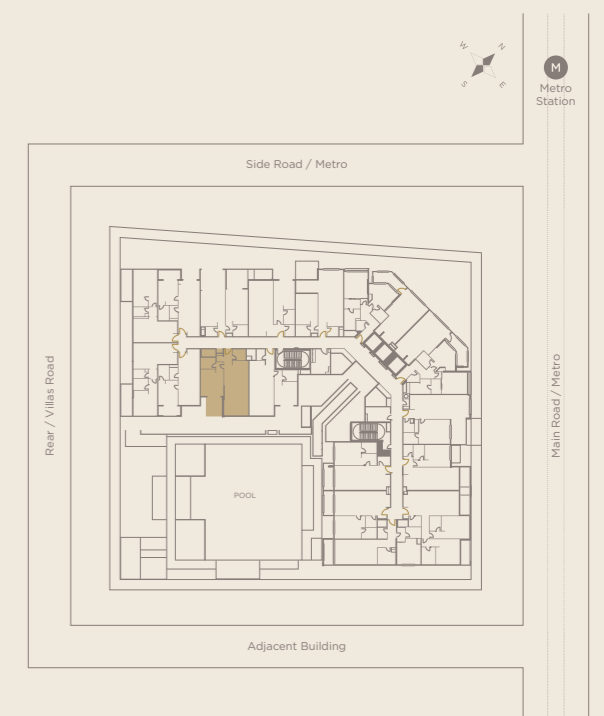 W N
S E
M
Metro
Station
Side Road / Metro
Rear / Villas Road
Main Road / Metro
POOL
Adjacent Building